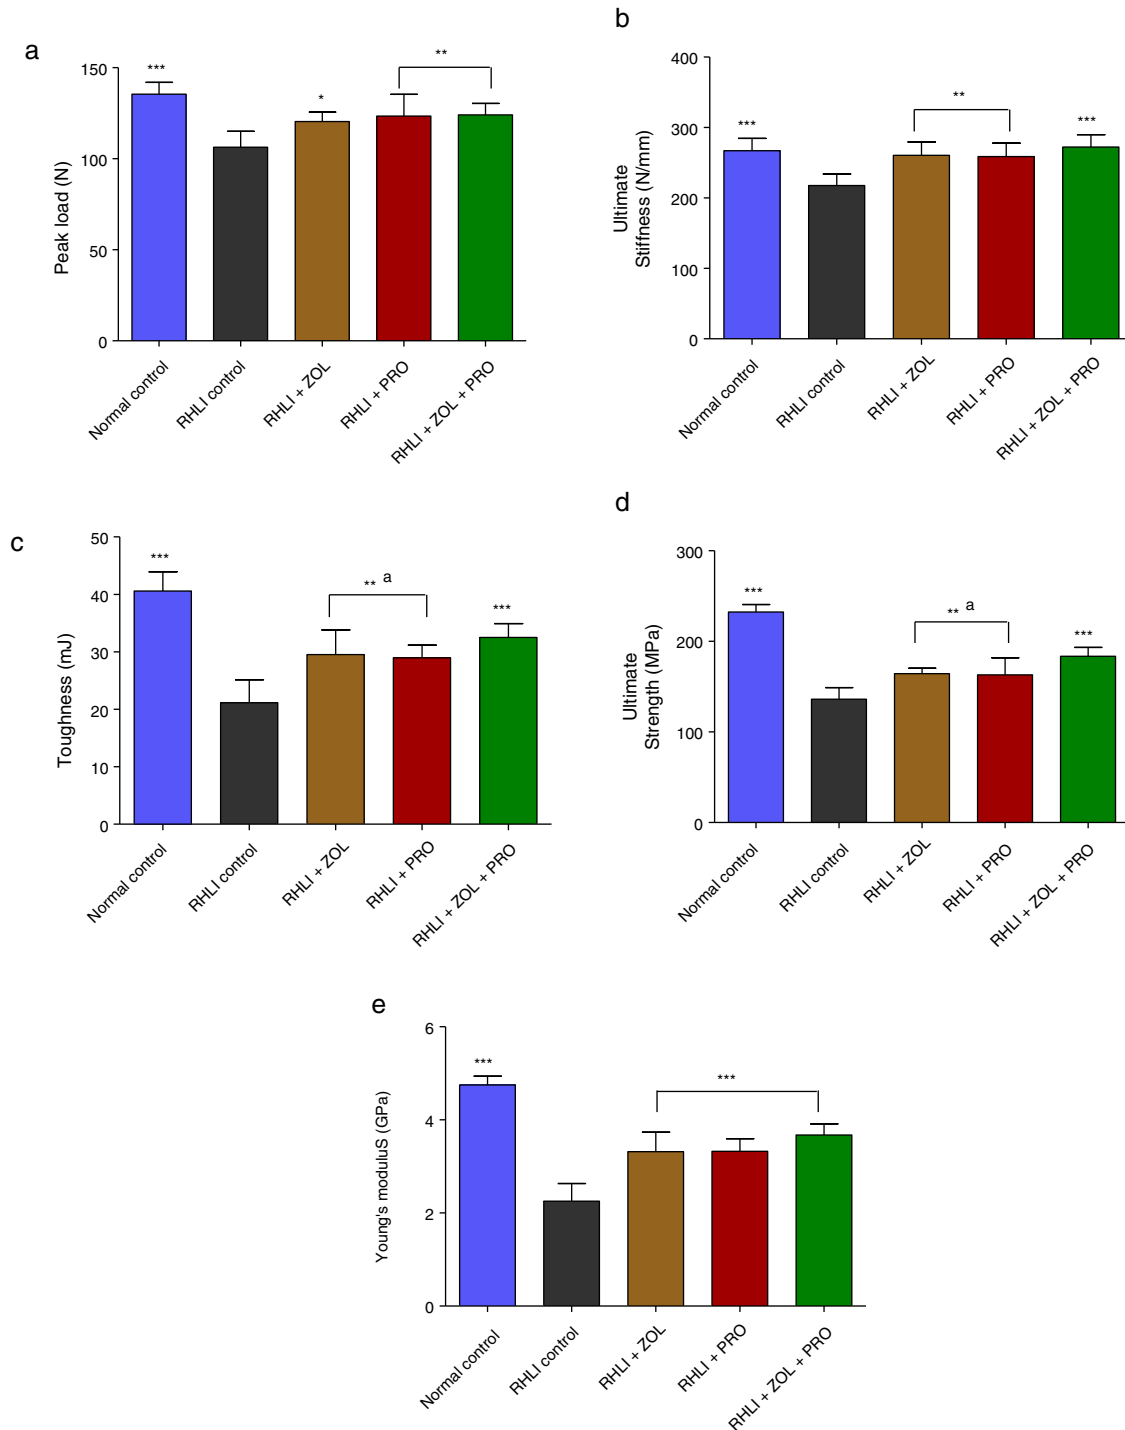 a
Peak load (N)
150
100
50
0
***
*
**
Normal control
RHLI control
RHLI + ZOL
RHLI + PRO
RHLI + ZOL + PRO
b
Ultimate
Stiffness (N/mm)
400
300
200
100
0
***
**
***
Normal control
RHLI control
RHLI + ZOL
RHLI + PRO
RHLI + ZOL + PRO
c
Toughness (mJ)
50
40
30
20
10
0
***
** a
***
Normal control
RHLI control
RHLI + ZOL
RHLI + PRO
RHLI + ZOL + PRO
d
Ultimate
Strength (MPa)
300
200
100
0
***
** a
***
Normal control
RHLI control
RHLI + ZOL
RHLI + PRO
RHLI + ZOL + PRO
e
Young's moduluS (GPa)
6
4
2
0
***
***
Normal control
RHLI control
RHLI + ZOL
RHLI + PRO
RHLI + ZOL + PRO